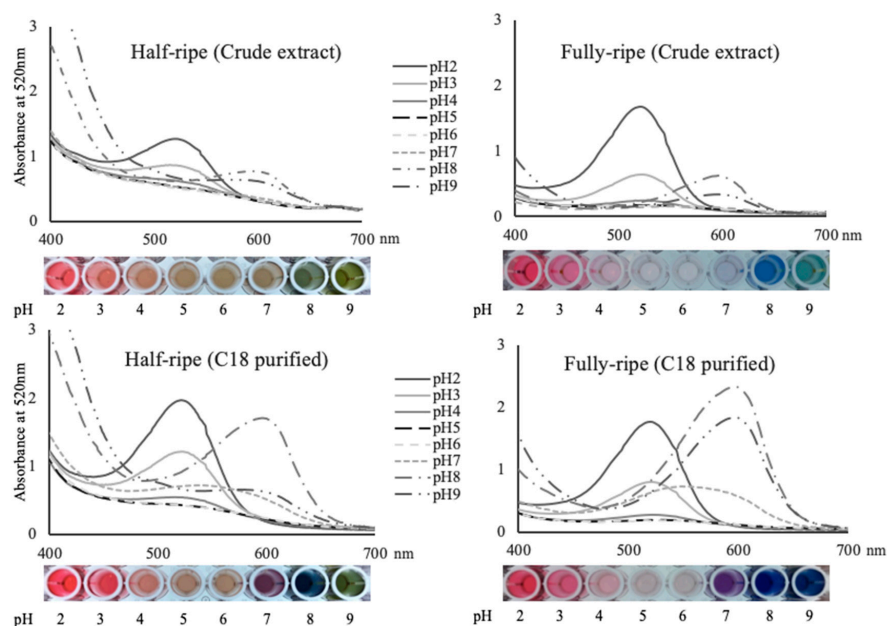 3
Half-ripe (Crude extract)
2
1
0
Absorbance at 520nm
400 500 600 700 nm
pH 2 3 4 5 6 7 8 9
pH2
pH3
pH4
pH5
pH6
pH7
pH8
pH9
3
Fully-ripe (Crude extract)
2
1
0
400 500 600 700 nm
pH 2 3 4 5 6 7 8 9
3
Half-ripe (C18 purified)
2
1
0
Absorbance at 520nm
400 500 600 700
nm
pH 2 3 4 5 6 7 8 9
pH2
pH3
pH4
pH5
pH6
pH7
pH8
pH9
3
Fully-ripe (C18 purified)
2
1
0
400 500 600 700 nm
pH 2 3 4 5 6 7 8 9